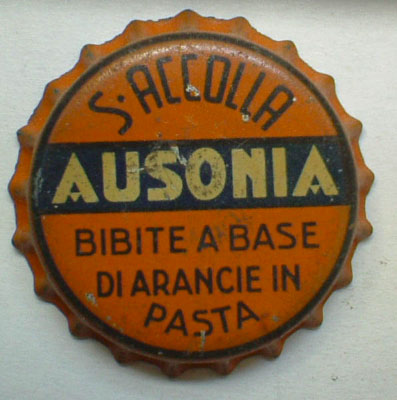 S·ACCOLLA
AUSONIA
BIBITE A BASE
DI ARANCIE IN
PASTA